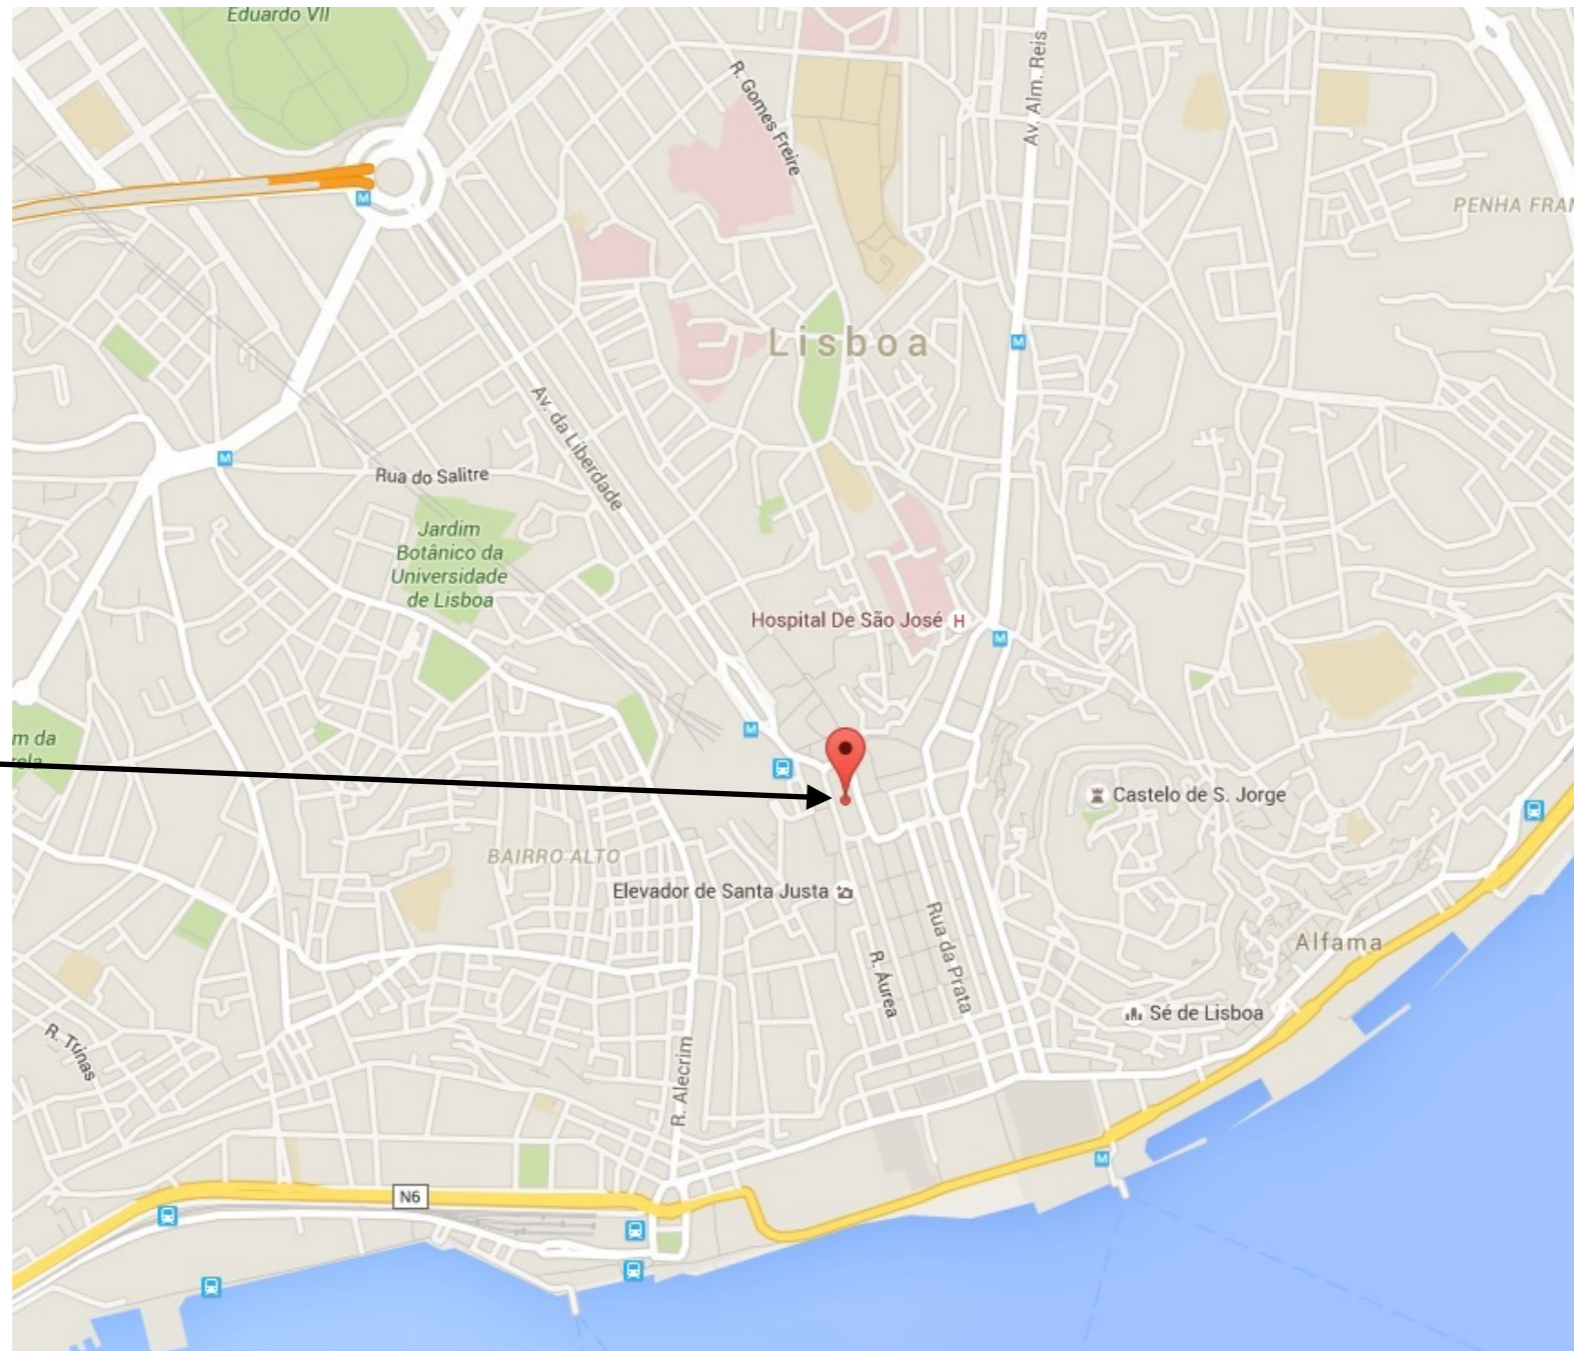 Eduardo VII
R. Gomes Freire
Av. Alm. Reis
M
PENHA FRAN
Lisboa
M
Av. da Liberdade
M
Rua do Salitre
Jardim
Botânico da
Universidade
de Lisboa
Hospital De São José H
M
M
m da
rela
Castelo de S. Jorge
BAIRRO ALTO
Elevador de Santa Justa
Rua da Prata
R. Áurea
Alfama
Sé de Lisboa
R. Trinas
R. Alecrim
M
N6